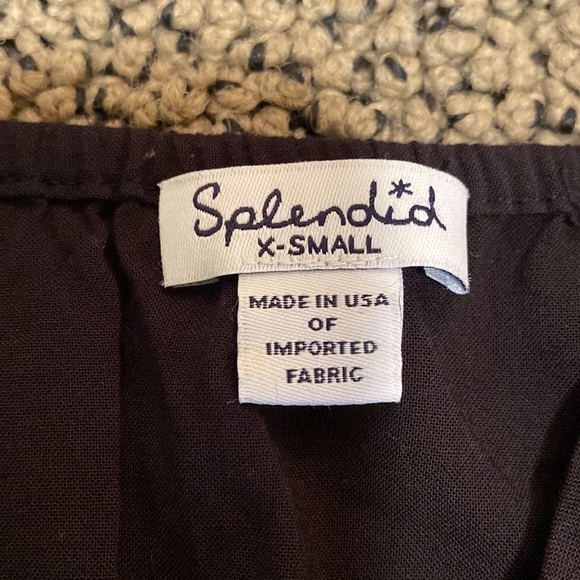 Splendid
X-SMALL
MADE IN USA
OF
IMPORTED
FABRIC